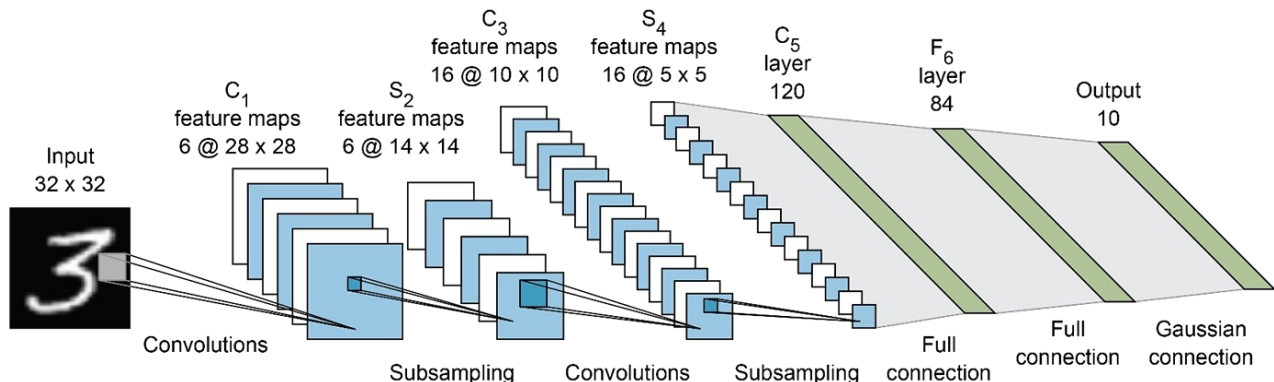 Input
32 x 32
C1
feature maps
6 @ 28 x 28
S2
feature maps
6 @ 14 x 14
C3
feature maps
16 @ 10 x 10
S4
feature maps
16 @ 5 x 5
C5
layer
120
F6
layer
84
Output
10
3
Convolutions
Subsampling
Convolutions
Subsampling
Full
connection
Full
connection
Gaussian
connection